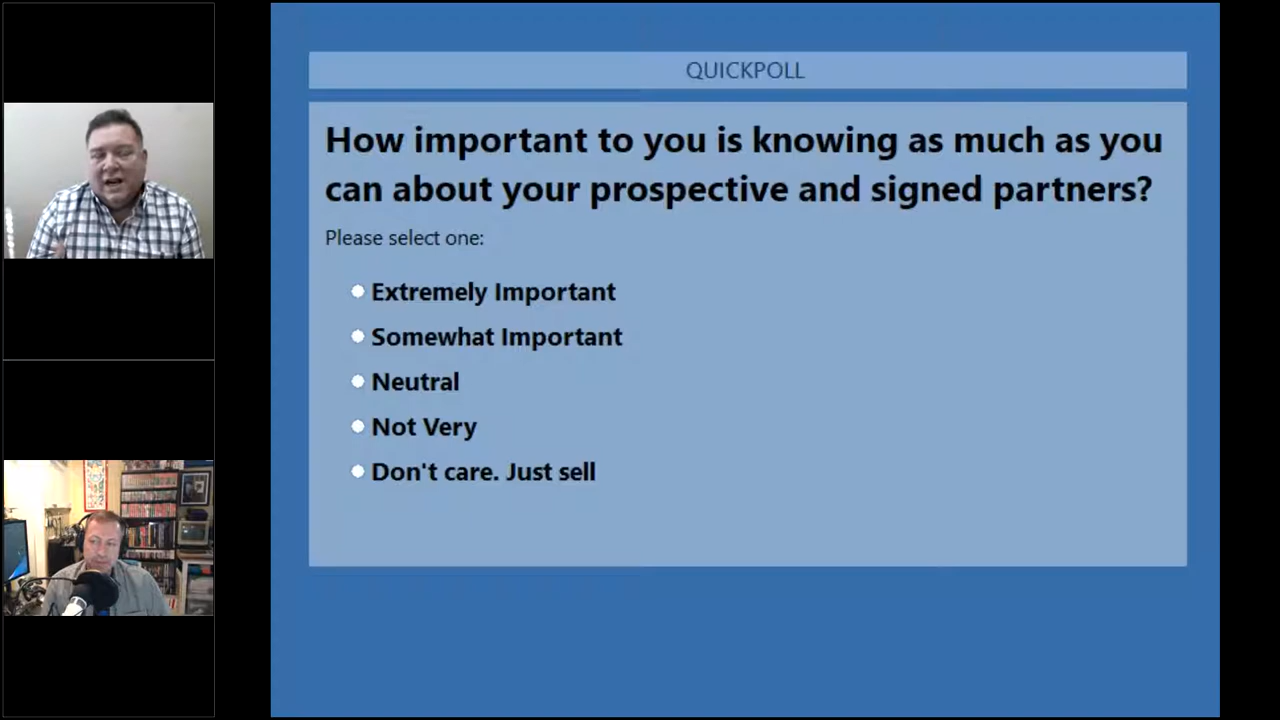 QUICKPOLL
How important to you is knowing as much as you
can about your prospective and signed partners?
Please select one:
Extremely Important
Somewhat Important
Neutral
Not Very
Don't care. Just sell